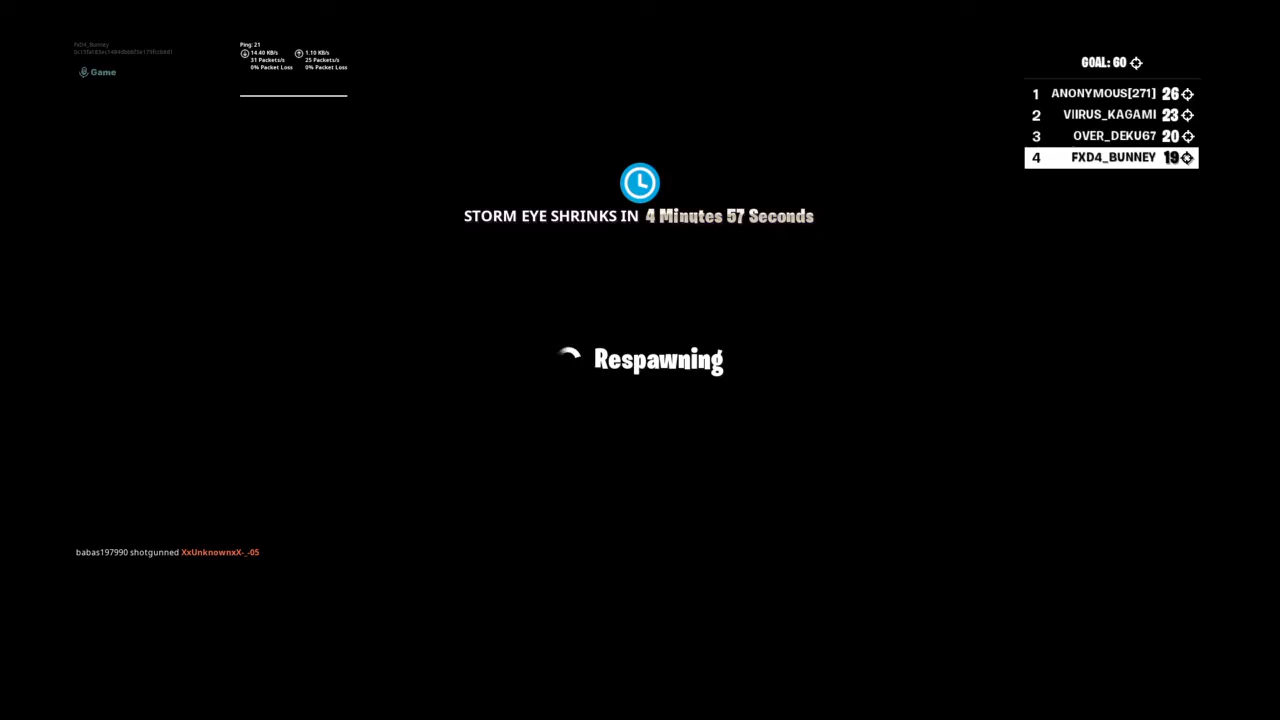 FxD4_Bunney
Game
Ping: 21
14.40 KB/s 1.10 KB/s
31 Packets/s 25 Packets/s
0% Packet Loss 0% Packet Loss
GOAL: 60
1 ANONYMOUS[271] 26
2 VIIRUS_KAGAMI 23
3 OVER_DEKU67 20
4 FXD4_BUNNEY 19
STORM EYE SHRINKS IN 4 Minutes 57 Seconds
Respawning
babas197990 shotgunned XxUnknownxX-_-05